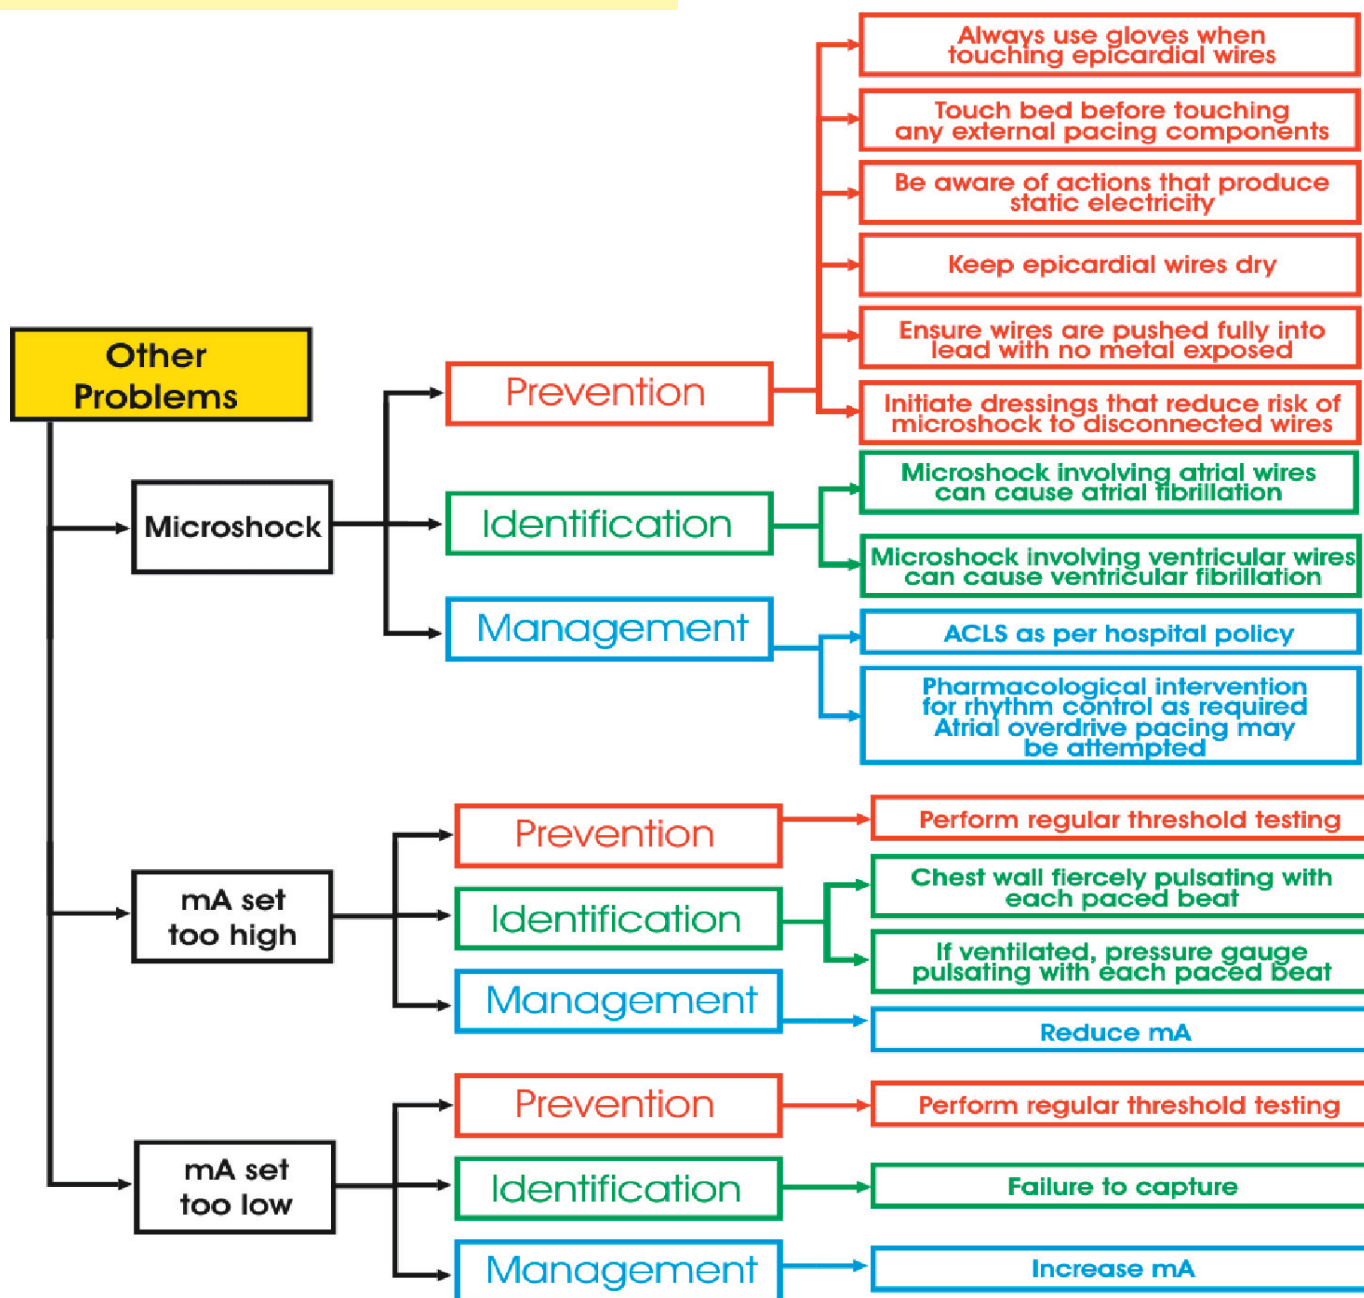 Other
Problems
Microshock
Prevention
Always use gloves when
touching epicardial wires
Touch bed before touching
any external pacing components
Be aware of actions that produce
static electricity
Keep epicardial wires dry
Ensure wires are pushed fully into
lead with no metal exposed
Initiate dressings that reduce risk of
microshock to disconnected wires
Identification
Microshock involving atrial wires
can cause atrial fibrillation
Microshock involving ventricular wires
can cause ventricular fibrillation
Management
ACLS as per hospital policy
Pharmacological intervention
for rhythm control as required
Atrial overdrive pacing may
be attempted
mA set
too high
Prevention
Perform regular threshold testing
Identification
Chest wall fiercely pulsating with
each paced beat
If ventilated, pressure gauge
pulsating with each paced beat
Management
Reduce mA
mA set
too low
Prevention
Perform regular threshold testing
Identification
Failure to capture
Management
Increase mA